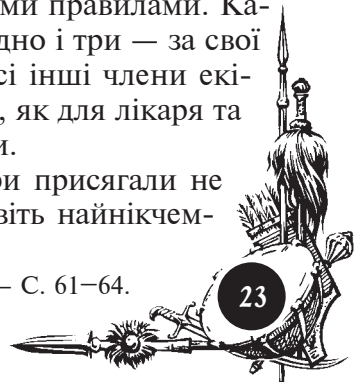 ми правилами. Ка-
дно і три — за свої
сі інші члени екі-
, як для лікаря та
и.
ри присягали не
віть найнікчем-
– С. 61–64.
23